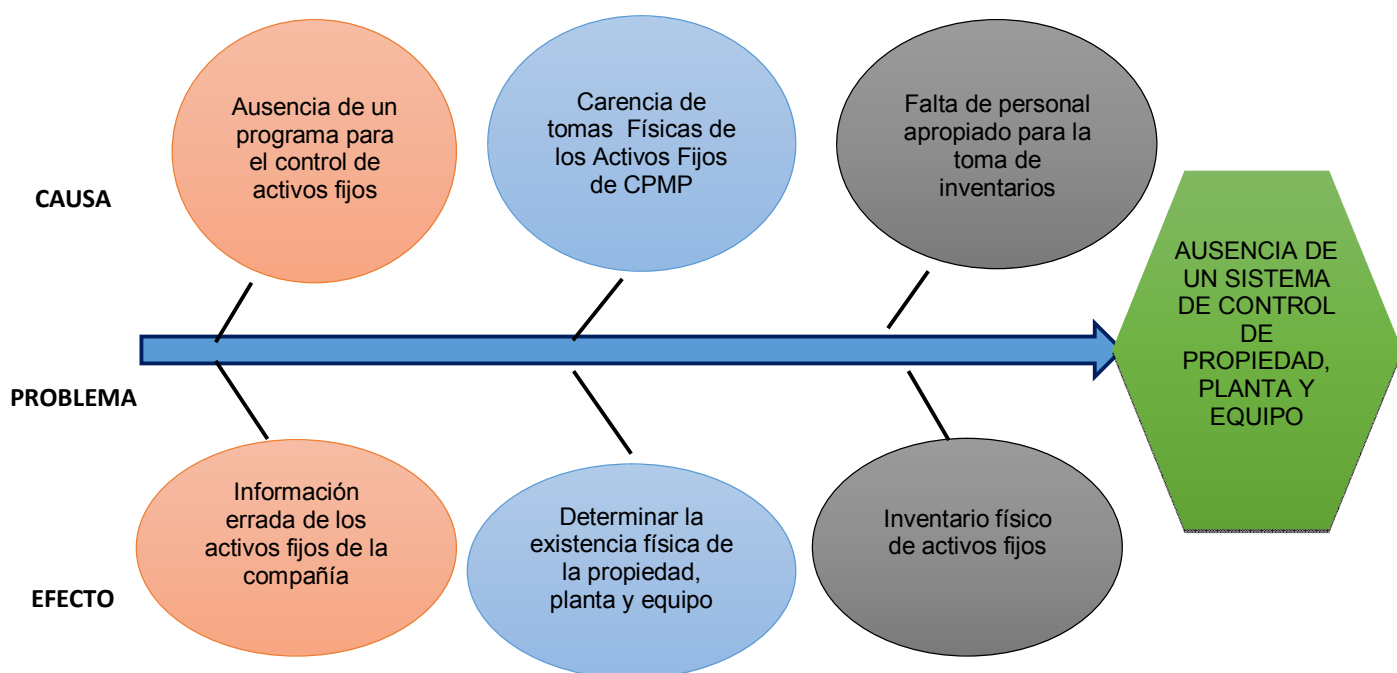 Ausencia de un
programa para
el control de
activos fijos
Carencia de
tomas Físicas de
los Activos Fijos
de CPMP
Falta de personal
apropiado para la
toma de
inventarios
CAUSA
AUSENCIA DE
UN SISTEMA
DE CONTROL
DE
PROPIEDAD,
PLANTA Y
EQUIPO
PROBLEMA
Información
errada de los
activos fijos de la
compañía
Determinar la
existencia física de
la propiedad,
planta y equipo
Inventario físico
de activos fijos
EFECTO